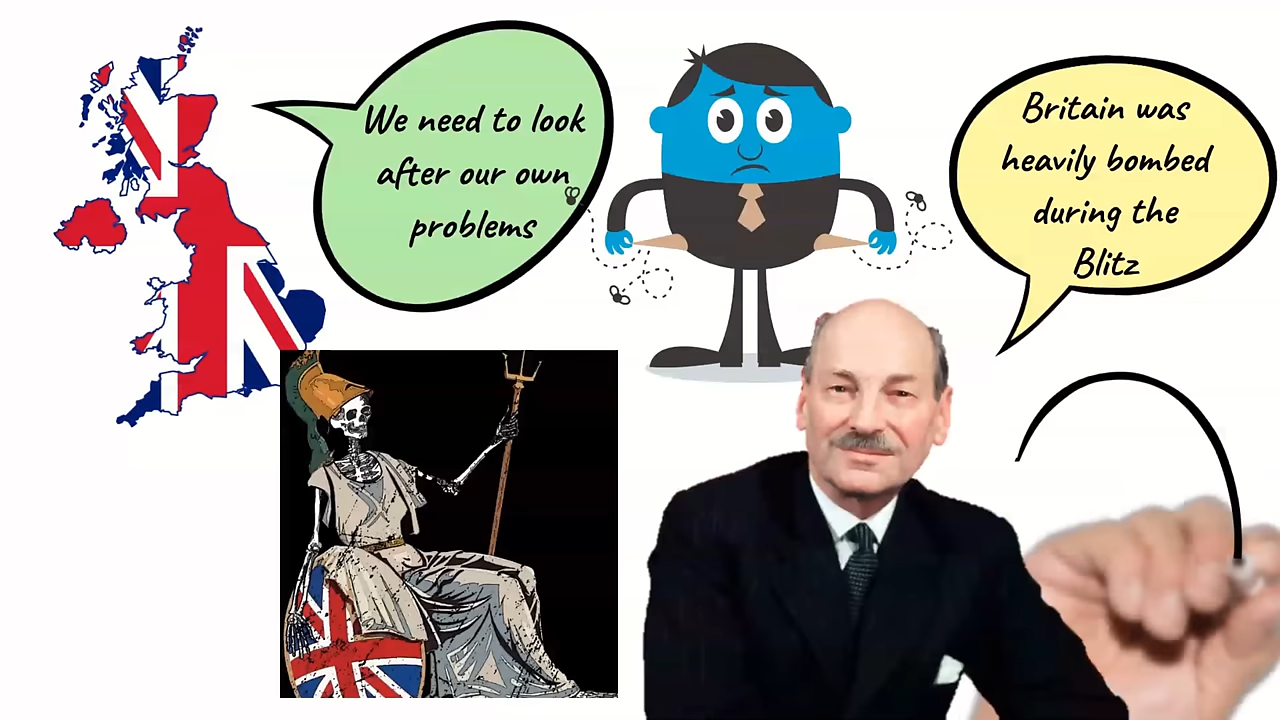 We need to look
after our own
problems
Britain was
heavily bombed
during the
Blitz